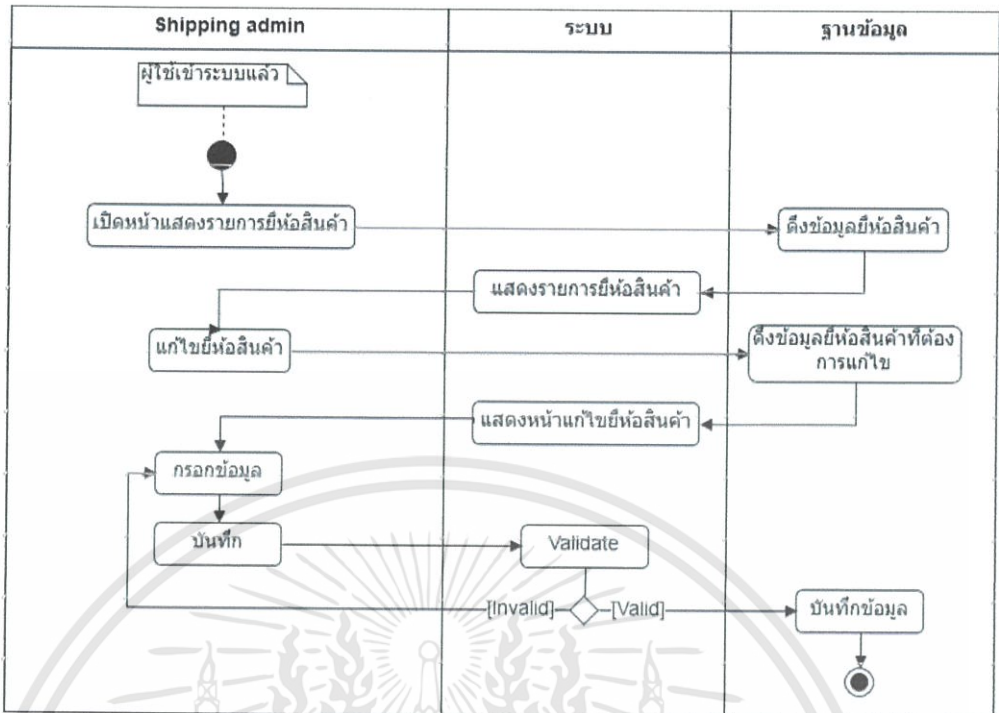 Shipping admin
ระบบ
ฐานข้อมูล
ผู้ใช้เข้าระบบแล้ว
เปิดหน้าแสดงรายการยี่ห้อสินค้า
ดึงข้อมูลยี่ห้อสินค้า
แสดงรายการยี่ห้อสินค้า
แก้ไขยี่ห้อสินค้า
ดึงข้อมูลยี่ห้อสินค้าที่ต้อง
การแก้ไข
แสดงหน้าแก้ไขยี่ห้อสินค้า
กรอกข้อมูล
บันทึก
Validate
[Invalid]
[Valid]
บันทึกข้อมูล